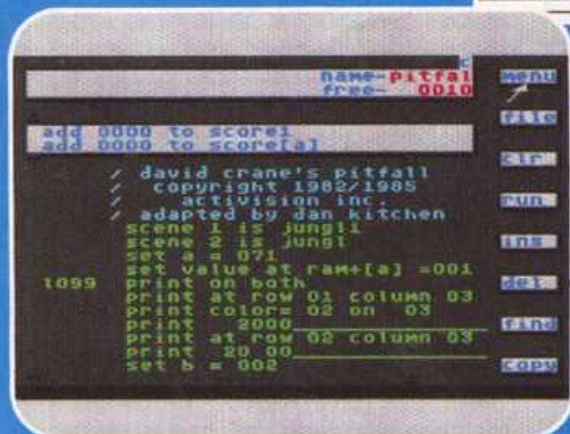 c
name-pitfal
free- 0010
menu
file
clr
run
ins
del
find
copy
add 0000 to score1
add 0000 to score[a]
/ david crane's pitfall
/ copyright 1982/1985
/ activision inc.
/ adapted by dan kitchen
scene 1 is jungl1
scene 2 is jungl
set a = 071
set value at ram+[a] =001
1099 print on both
print at row 01 column 03
print color= 02 on 03
print 2000
print at row 02 column 03
print 20 00
set b = 002